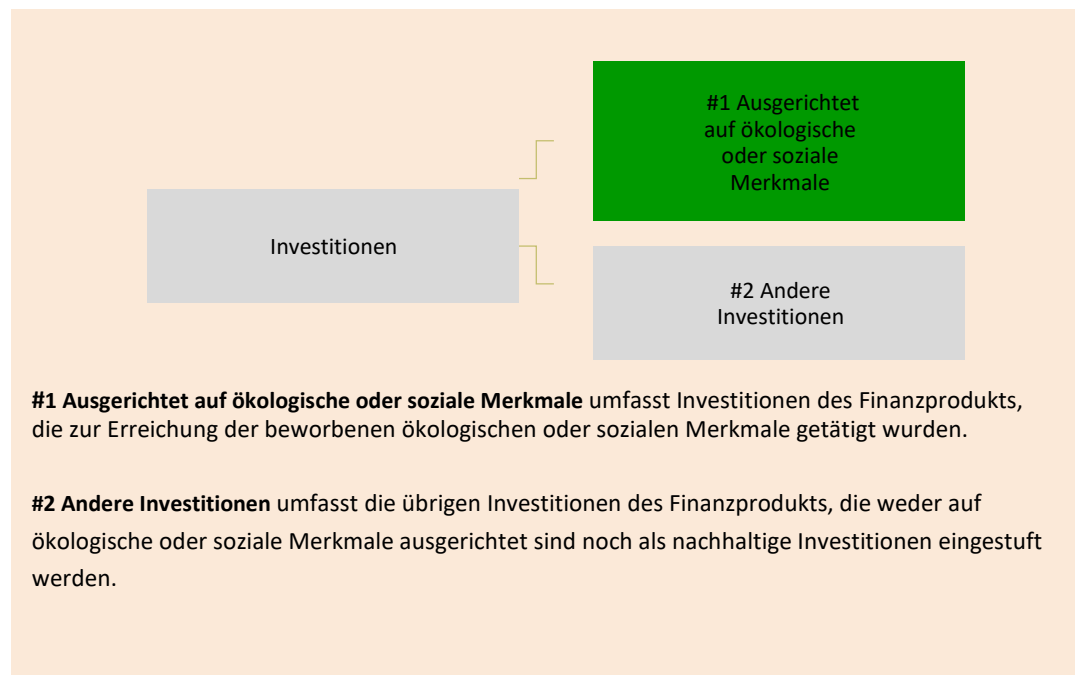 #1 Ausgerichtet
auf ökologische
oder soziale
Merkmale
Investitionen
#2 Andere
Investitionen
#1 Ausgerichtet auf ökologische oder soziale Merkmale umfasst Investitionen des Finanzprodukts,
die zur Erreichung der beworbenen ökologischen oder sozialen Merkmale getätigt wurden.
#2 Andere Investitionen umfasst die übrigen Investitionen des Finanzprodukts, die weder auf
ökologische oder soziale Merkmale ausgerichtet sind noch als nachhaltige Investitionen eingestuft
werden.